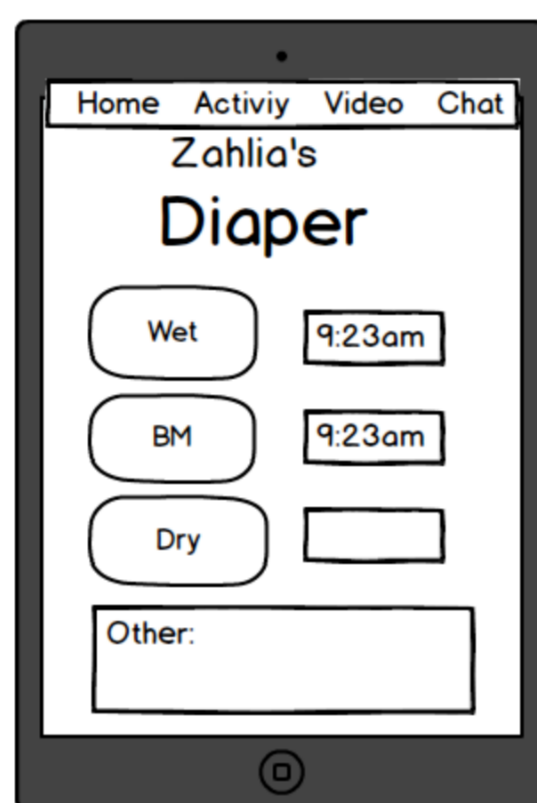 Home Activiy Video Chat
Zahlia's
Diaper
Wet 9:23am
BM 9:23am
Dry
Other: